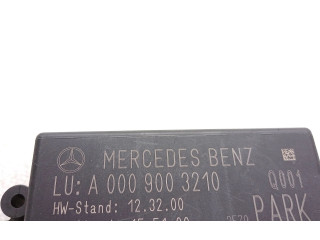 MERCEDES BENZ
LU: A 000 900 3210 Q001
HW-Stand: 12.32.00
PARK